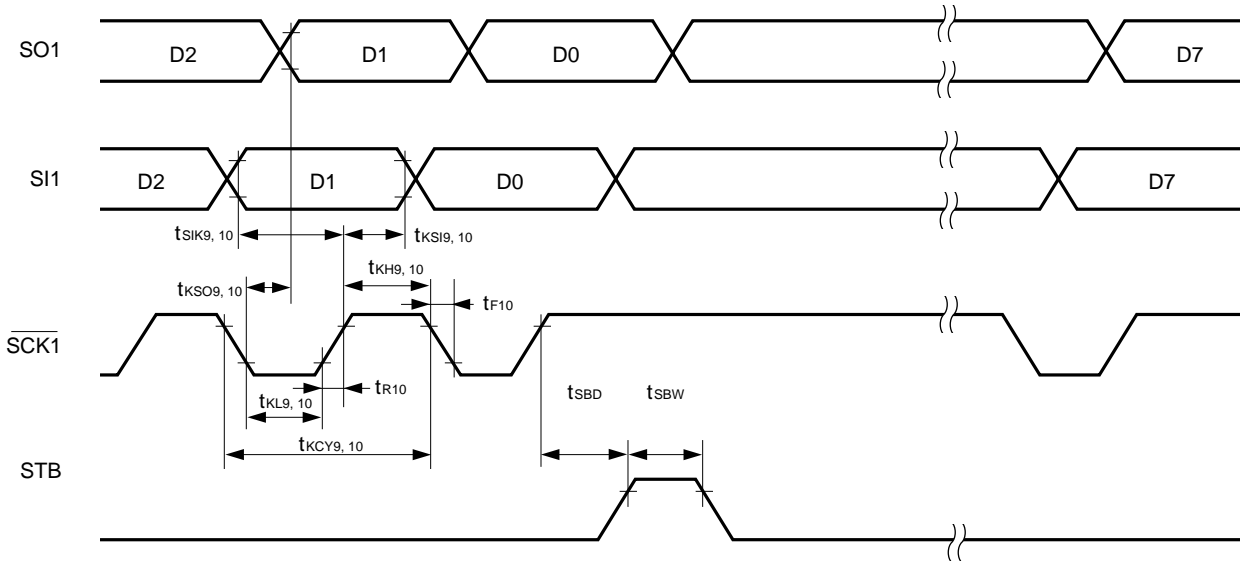 SO1
D2
D1
D0
D7
SI1
D2
D1
D0
D7
tSIK9, 10
tKSI9, 10
tKH9, 10
tKSO9, 10
tF10
SCK1
tR10
tKL9, 10
tSBD
tSBW
tKCY9, 10
STB